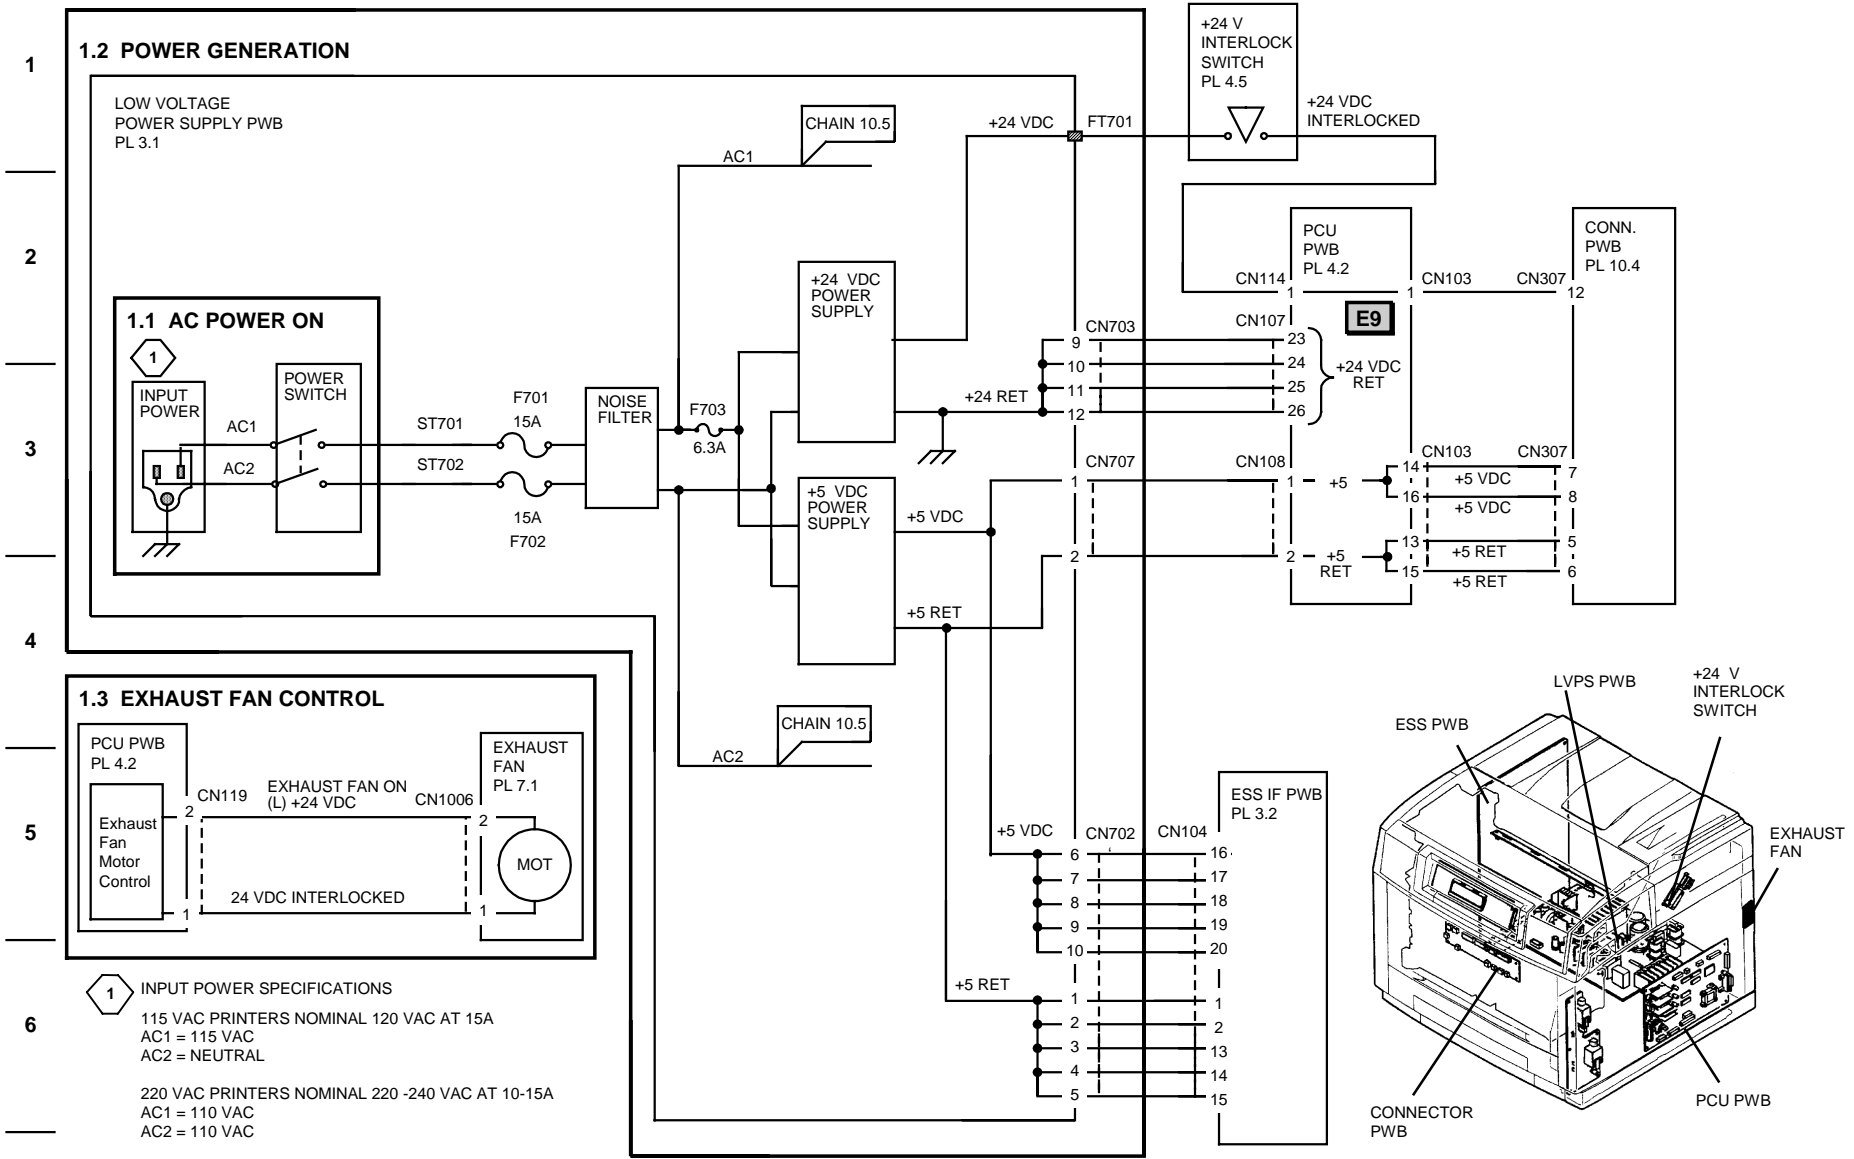 1
2
3
4
5
6
1.2 POWER GENERATION
LOW VOLTAGE
POWER SUPPLY PWB
PL 3.1
1.1 AC POWER ON
1
INPUT
POWER
POWER
SWITCH
AC1
AC2
ST701
ST702
F701
15A
15A
F702
NOISE
FILTER
F703
6.3A
AC1
CHAIN 10.5
AC2
CHAIN 10.5
+24 VDC
POWER
SUPPLY
+5 VDC
POWER
SUPPLY
+24 VDC
FT701
+24 V
INTERLOCK
SWITCH
PL 4.5
+24 VDC
INTERLOCKED
+24 RET
CN703
9
10
11
12
CN707
1
2
+5 VDC
+5 RET
PCU
PWB
PL 4.2
CN114
1
1
CN103
CN307
12
CONN.
PWB
PL 10.4
E9
CN107
23
24
25
26
+24 VDC
RET
CN108
1
+5
2
+5
RET
CN103
14
16
13
15
+5 VDC
+5 VDC
+5 RET
+5 RET
CN307
7
8
5
6
1.3 EXHAUST FAN CONTROL
PCU PWB
PL 4.2
Exhaust
Fan
Motor
Control
2
1
CN119
EXHAUST FAN ON
(L) +24 VDC
24 VDC INTERLOCKED
CN1006
2
1
EXHAUST
FAN
PL 7.1
MOT
+5 VDC
CN702
6
7
8
9
10
+5 RET
1
2
3
4
5
CN104
16
17
18
19
20
1
2
13
14
15
ESS IF PWB
PL 3.2
1
INPUT POWER SPECIFICATIONS
115 VAC PRINTERS NOMINAL 120 VAC AT 15A
AC1 = 115 VAC
AC2 = NEUTRAL
220 VAC PRINTERS NOMINAL 220 -240 VAC AT 10-15A
AC1 = 110 VAC
AC2 = 110 VAC
LVPS PWB
+24 V
INTERLOCK
SWITCH
ESS PWB
EXHAUST
FAN
CONNECTOR
PWB
PCU PWB